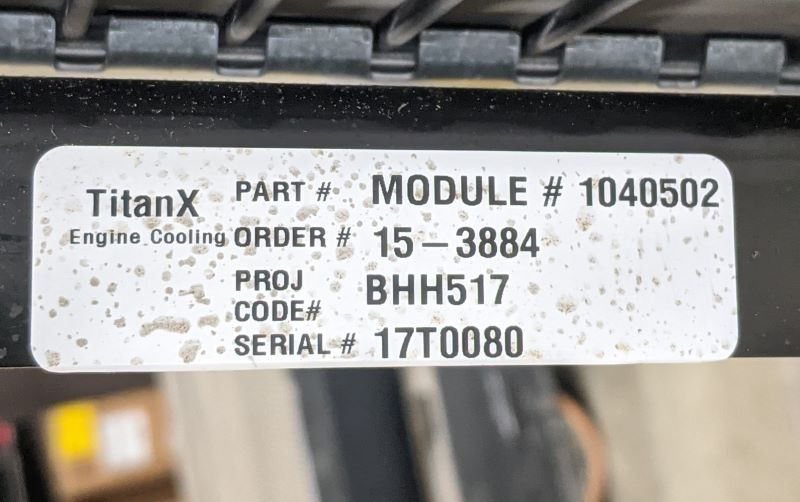 TitanX
Engine Cooling
PART # MODULE # 1040502
ORDER # 15-3884
PROJ
CODE# BHH517
SERIAL # 17T0080